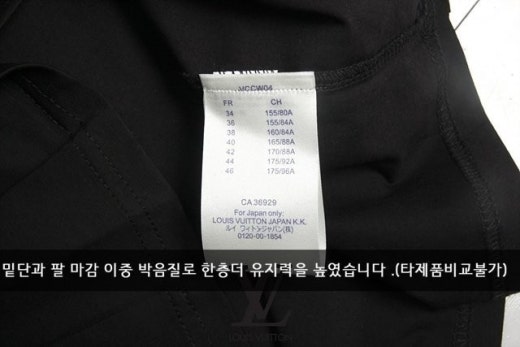 MCCW04
FR CH
34 155/80A
36 155/84A
38 160/84A
40 165/88A
42 170/88A
44 175/92A
46 175/96A
CA 36929
For Japan only:
LOUIS VUITTON JAPAN K.K.
ルイ ヴィトンジャパン(株)
0120-00-1854
밑단과 팔 마감 이중 박음질로 한층더 유지력을 높였습니다 .(타제품비교불가)
LV
LOUIS VUITTON